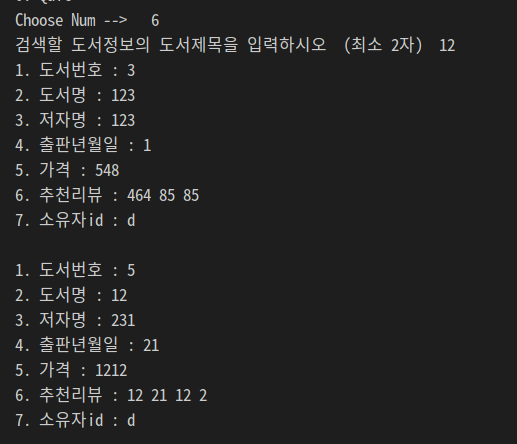 Choose Num -->   6
검색할 도서정보의 도서제목을 입력하시오  (최소 2자)  12
1. 도서번호 : 3
2. 도서명 : 123
3. 저자명 : 123
4. 출판년월일 : 1
5. 가격 : 548
6. 추천리뷰 : 464 85 85
7. 소유자id : d

1. 도서번호 : 5
2. 도서명 : 12
3. 저자명 : 231
4. 출판년월일 : 21
5. 가격 : 1212
6. 추천리뷰 : 12 21 12 2
7. 소유자id : d